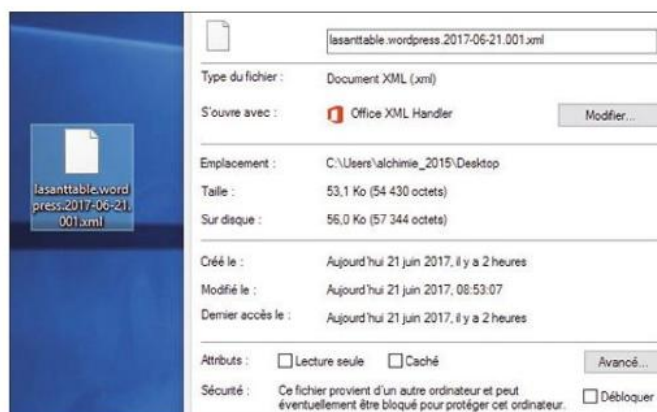 lasanttable.word
press.2017-06-21.
001.xml
lasanttable.wordpress.2017-06-21.001.xml
Type du fichier :
Document XML (.xml)
S'ouvre avec :
Office XML Handler
Modifier...
Emplacement :
C:\Users\alchimie_2015\Desktop
Taille :
53,1 Ko (54 430 octets)
Sur disque :
56,0 Ko (57 344 octets)
Créé le :
Aujourd'hui 21 juin 2017, il y a 2 heures
Modifié le :
Aujourd'hui 21 juin 2017, 08:53:07
Dernier accès le :
Aujourd'hui 21 juin 2017, il y a 2 heures
Attributs :
Lecture seule
Caché
Avancé...
Sécurité :
Ce fichier provient d'un autre ordinateur et peut
éventuellement être bloqué pour protéger cet ordinateur.
Débloquer